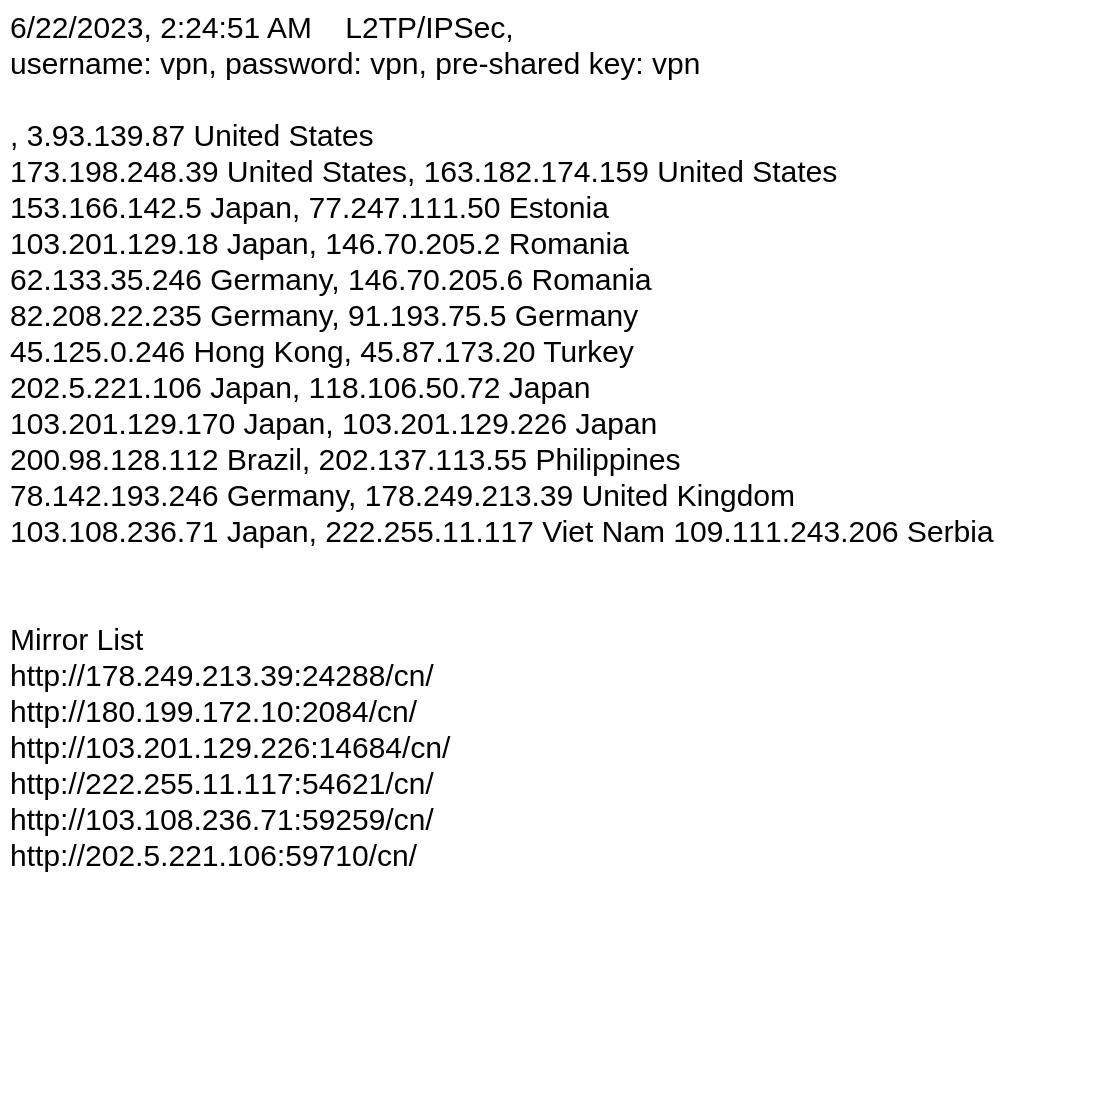 6/22/2023, 2:24:51 AM    L2TP/IPSec,
username: vpn, password: vpn, pre-shared key: vpn
, 3.93.139.87 United States
173.198.248.39 United States, 163.182.174.159 United States
153.166.142.5 Japan, 77.247.111.50 Estonia
103.201.129.18 Japan, 146.70.205.2 Romania
62.133.35.246 Germany, 146.70.205.6 Romania
82.208.22.235 Germany, 91.193.75.5 Germany
45.125.0.246 Hong Kong, 45.87.173.20 Turkey
202.5.221.106 Japan, 118.106.50.72 Japan
103.201.129.170 Japan, 103.201.129.226 Japan
200.98.128.112 Brazil, 202.137.113.55 Philippines
78.142.193.246 Germany, 178.249.213.39 United Kingdom
103.108.236.71 Japan, 222.255.11.117 Viet Nam 109.111.243.206 Serbia
Mirror List
http://178.249.213.39:24288/cn/
http://180.199.172.10:2084/cn/
http://103.201.129.226:14684/cn/
http://222.255.11.117:54621/cn/
http://103.108.236.71:59259/cn/
http://202.5.221.106:59710/cn/